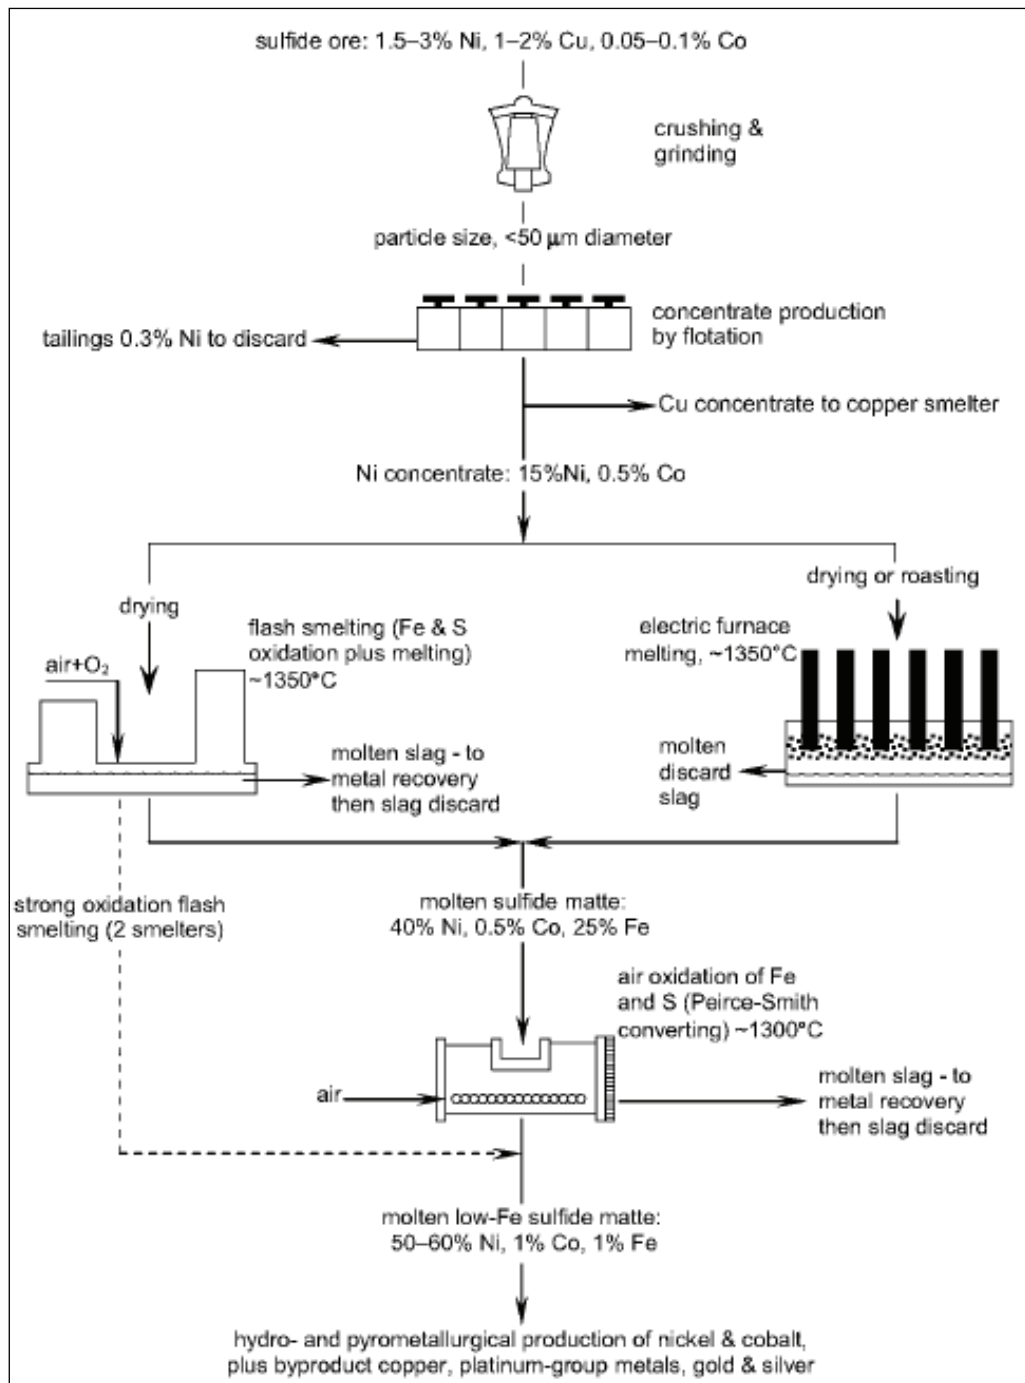 sulfide ore: 1.5–3% Ni, 1–2% Cu, 0.05–0.1% Co
crushing &
grinding
particle size, <50 μm diameter
concentrate production
by flotation
tailings 0.3% Ni to discard
Cu concentrate to copper smelter
Ni concentrate: 15%Ni, 0.5% Co
drying
drying or roasting
flash smelting (Fe & S
oxidation plus melting)
~1350°C
air+O₂
electric furnace
melting, ~1350°C
molten slag - to
metal recovery
then slag discard
molten
discard
slag
strong oxidation flash
smelting (2 smelters)
molten sulfide matte:
40% Ni, 0.5% Co, 25% Fe
air oxidation of Fe
and S (Peirce-Smith
converting) ~1300°C
air
molten slag - to
metal recovery
then slag discard
molten low-Fe sulfide matte:
50–60% Ni, 1% Co, 1% Fe
hydro- and pyrometallurgical production of nickel & cobalt,
plus byproduct copper, platinum-group metals, gold & silver